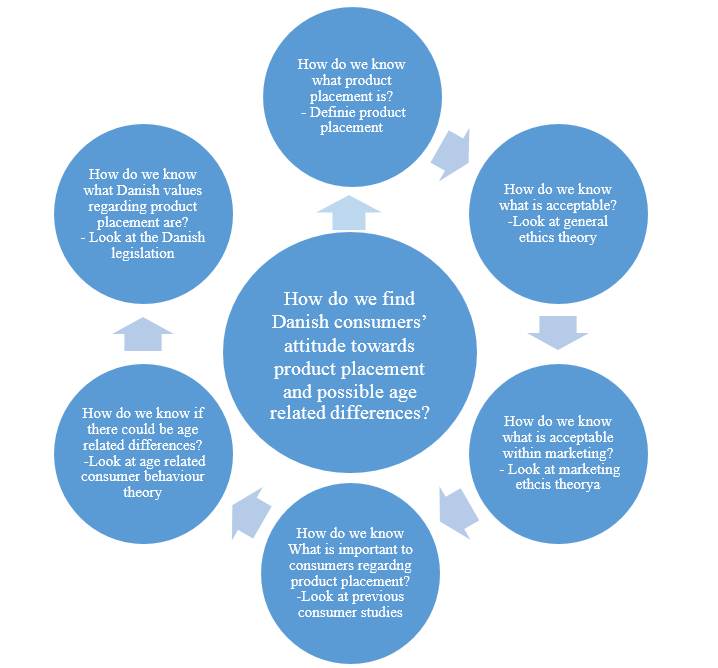 How do we know
what product
placement is?
- Definie product
placement
How do we know
what is acceptable?
-Look at general
ethics theory
How do we know
what is acceptable
within marketing?
- Look at marketing
ethcis theorya
How do we know
What is important to
consumers regardng
product placement?
-Look at previous
consumer studies
How do we know if
there could be age
related differences?
-Look at age related
consumer behaviour
theory
How do we know
what Danish values
regarding product
placement are?
- Look at the Danish
legislation
How do we find
Danish consumers’
attitude towards
product placement
and possible age
related differences?